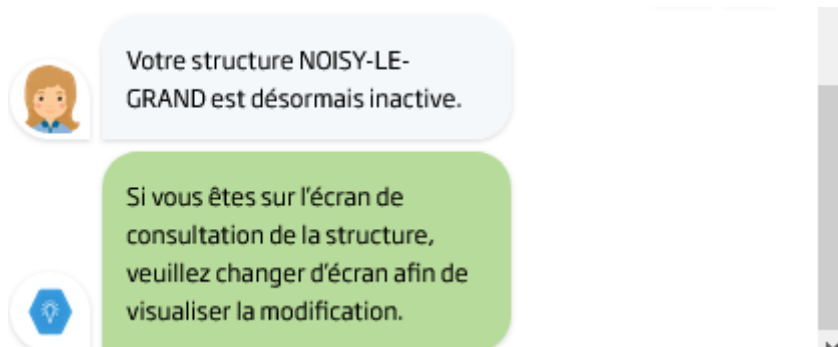 Votre structure NOISY-LE-
GRAND est désormais inactive.
Si vous êtes sur l'écran de
consultation de la structure,
veuillez changer d'écran afin de
visualiser la modification.